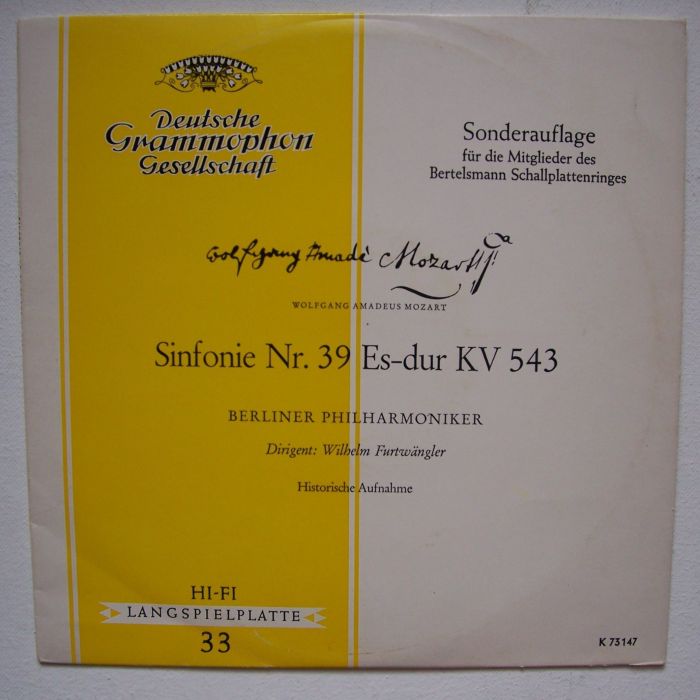 Deutsche
Grammophon
Gesellschaft
Sonderauflage
für die Mitglieder des
Bertelsmann Schallplattenringes
Wolfgang Amadè Mozart
WOLFGANG AMADEUS MOZART
Sinfonie Nr. 39 Es-dur KV 543
BERLINER PHILHARMONIKER
Dirigent: Wilhelm Furtwängler
Historische Aufnahme
HI-FI
LANGSPIELPLATTE
33
K 73147